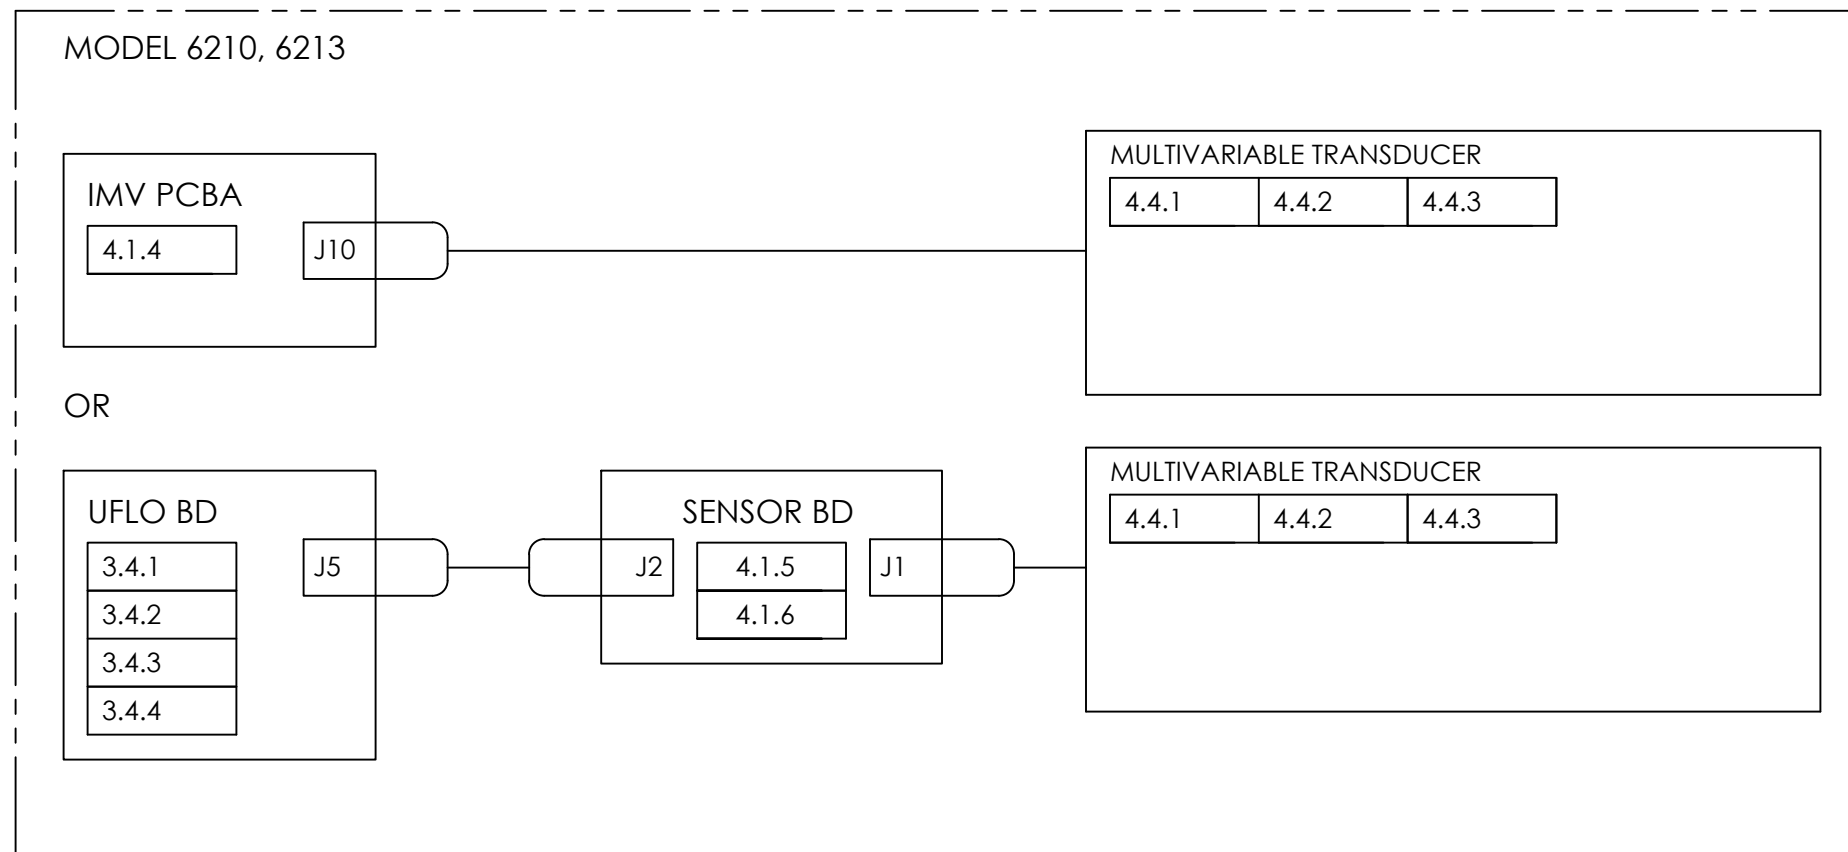 MODEL 6210, 6213
IMV PCBA
4.1.4
J10
MULTIVARIABLE TRANSDUCER
4.4.1 4.4.2 4.4.3
OR
UFLO BD
3.4.1
3.4.2
3.4.3
3.4.4
J5
SENSOR BD
J2
4.1.5
4.1.6
J1
MULTIVARIABLE TRANSDUCER
4.4.1 4.4.2 4.4.3